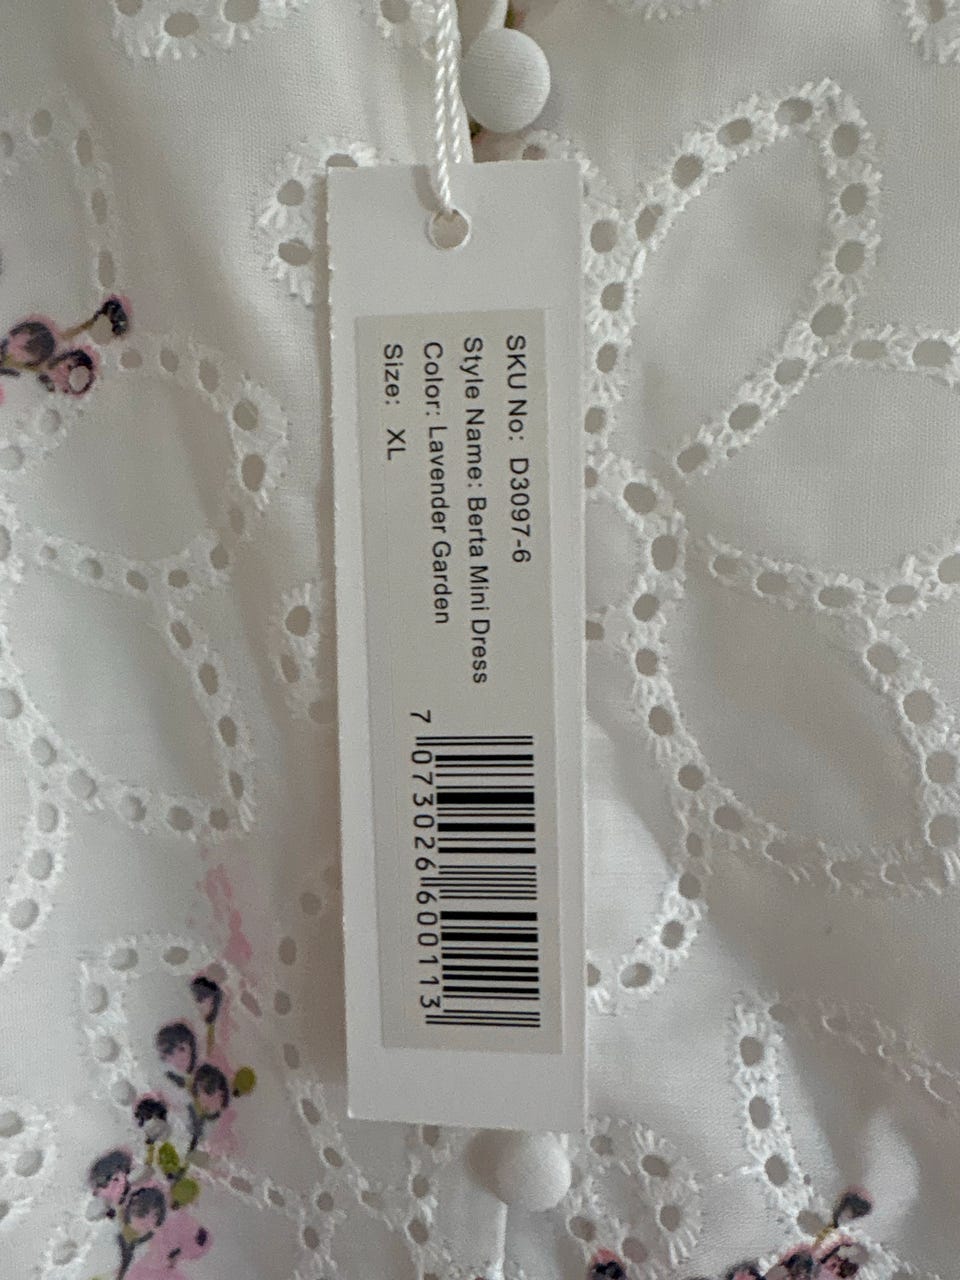 SKU No: D3097-6
Style Name: Berta Mini Dress
Color: Lavender Garden
Size: XL
7 073026 600113